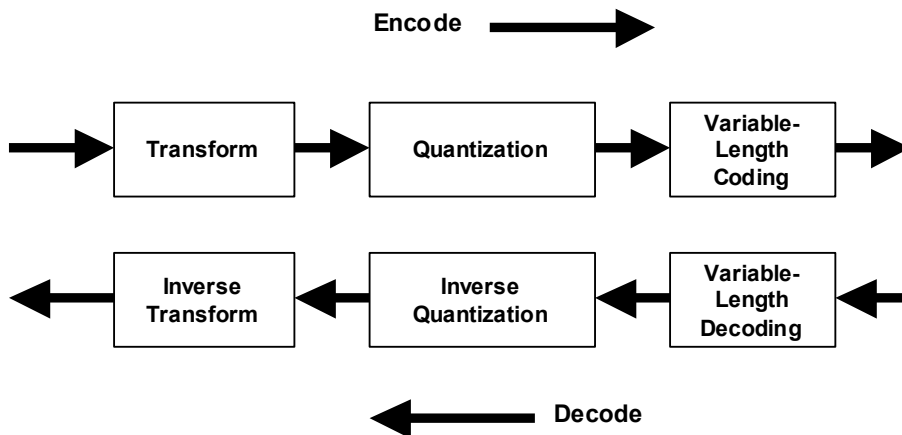 Encode
Transform
Quantization
Variable-
Length
Coding
Inverse
Transform
Inverse
Quantization
Variable-
Length
Decoding
Decode